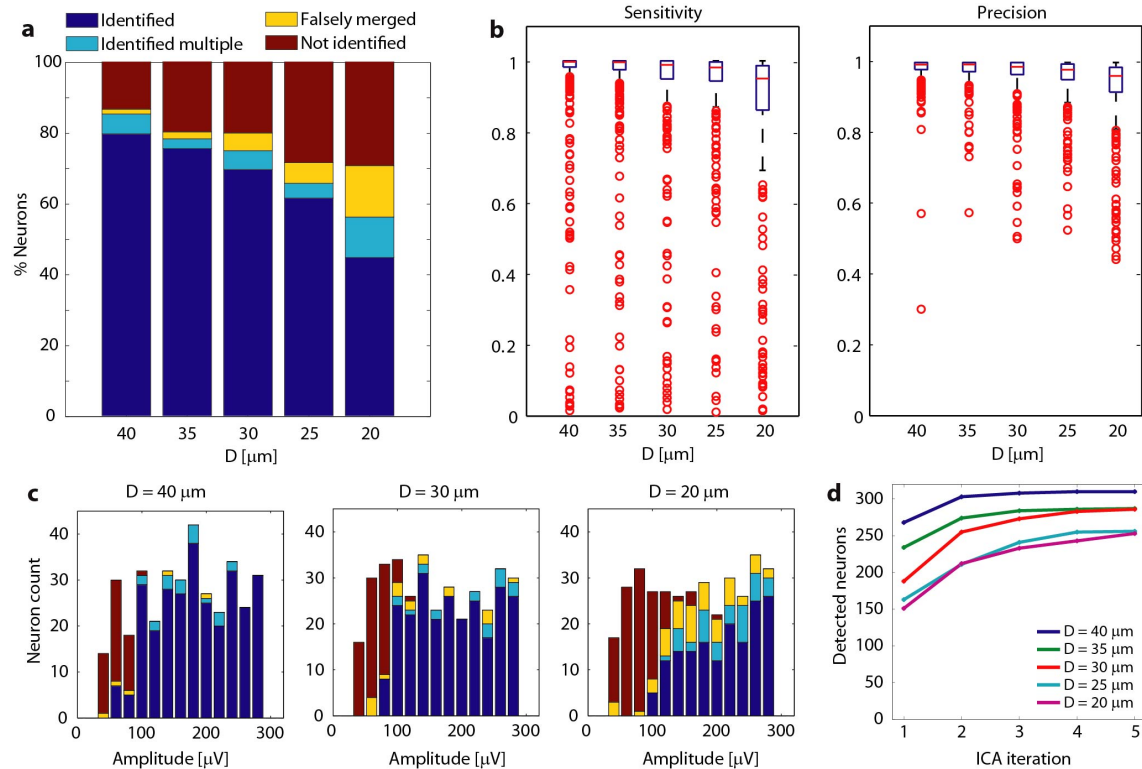 a
Identified
Falsely merged
Identified multiple
Not identified
100
80
60
40
20
0
% Neurons
40 35 30 25 20
D [μm]
b
Sensitivity
1
0.8
0.6
0.4
0.2
0
40 35 30 25 20
D [μm]
Precision
1
0.8
0.6
0.4
0.2
0
40 35 30 25 20
D [μm]
c
D = 40 μm
40
30
20
10
0
Neuron count
100 200 300
Amplitude [μV]
D = 30 μm
40
30
20
10
0
100 200 300
Amplitude [μV]
D = 20 μm
40
30
20
10
0
100 200 300
Amplitude [μV]
d
300
250
200
150
150
50
0
Detected neurons
D = 40 μm
D = 35 μm
D = 30 μm
D = 25 μm
D = 20 μm
1 2 3 4 5
ICA iteration